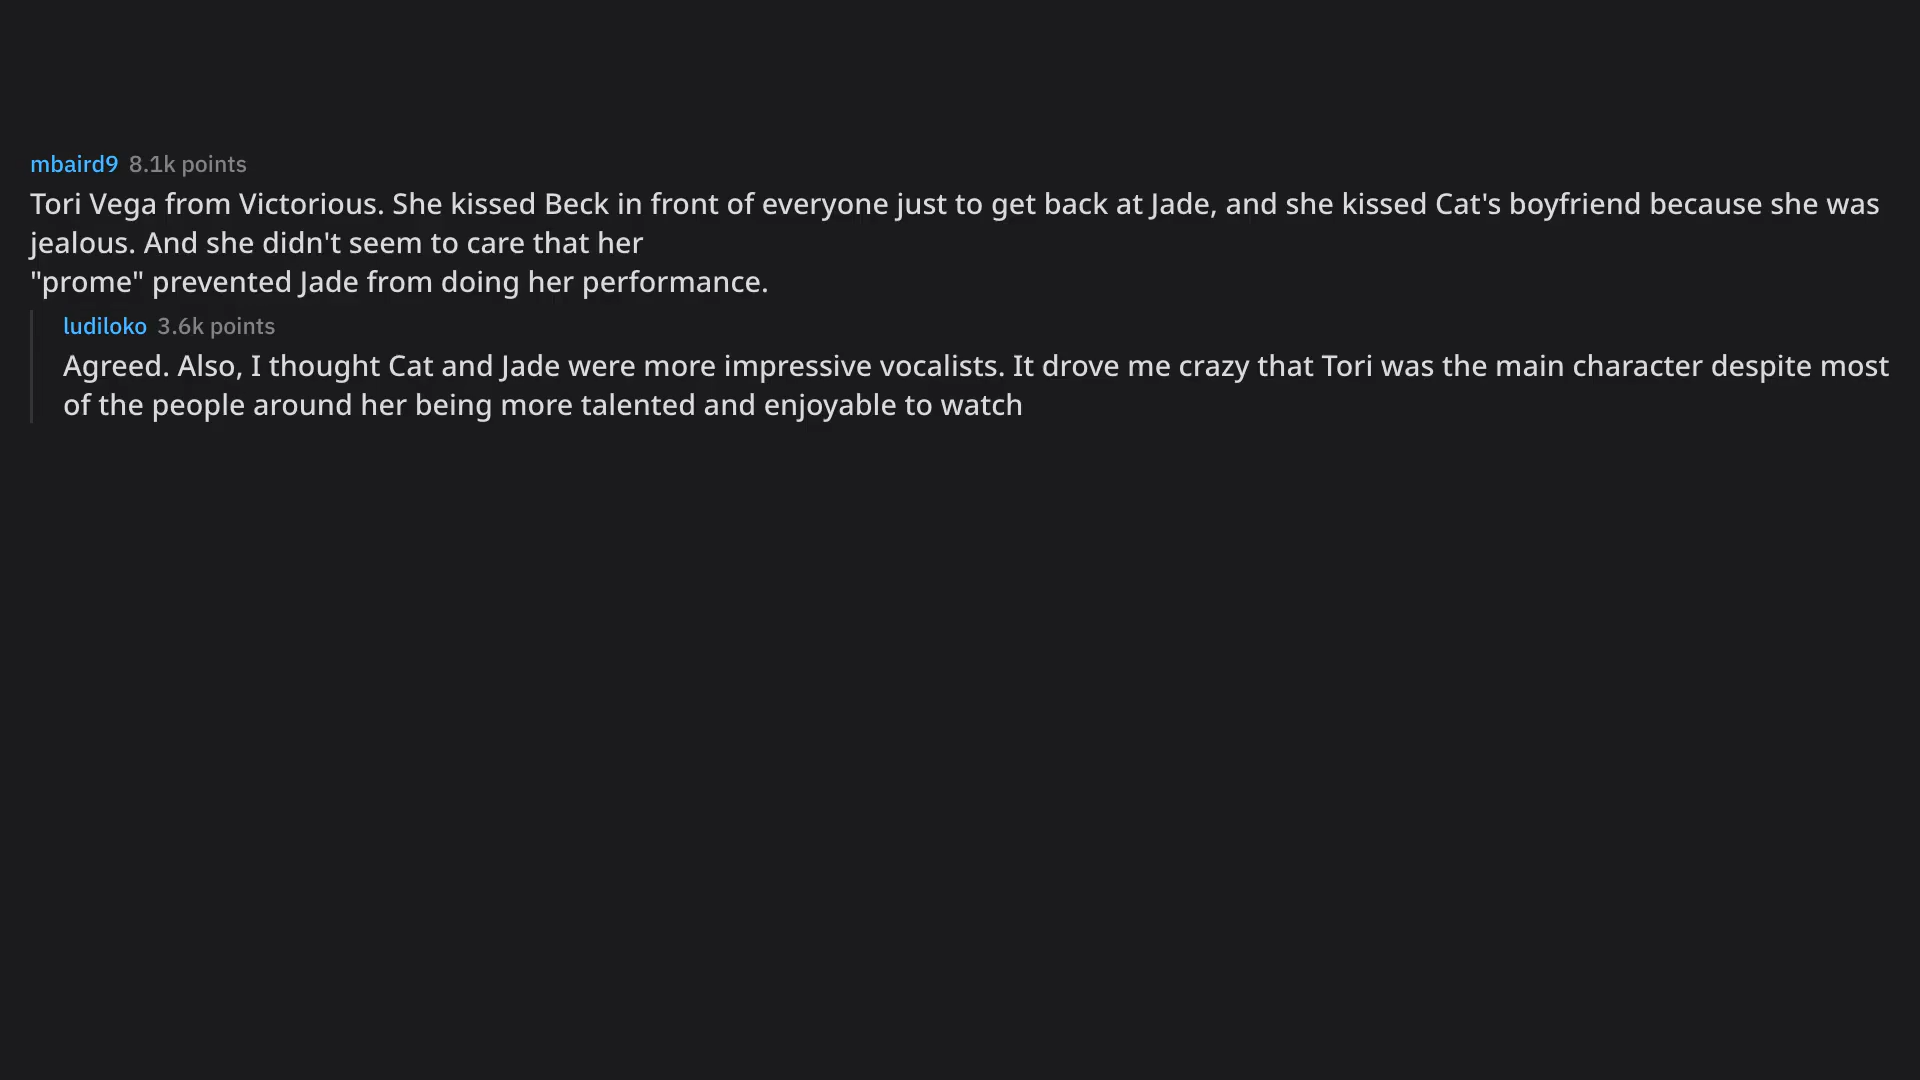 mbaird9 8.1k points
Tori Vega from Victorious. She kissed Beck in front of everyone just to get back at Jade, and she kissed Cat's boyfriend because she was
jealous. And she didn't seem to care that her
"prome" prevented Jade from doing her performance.
ludiloko 3.6k points
Agreed. Also, I thought Cat and Jade were more impressive vocalists. It drove me crazy that Tori was the main character despite most
of the people around her being more talented and enjoyable to watch